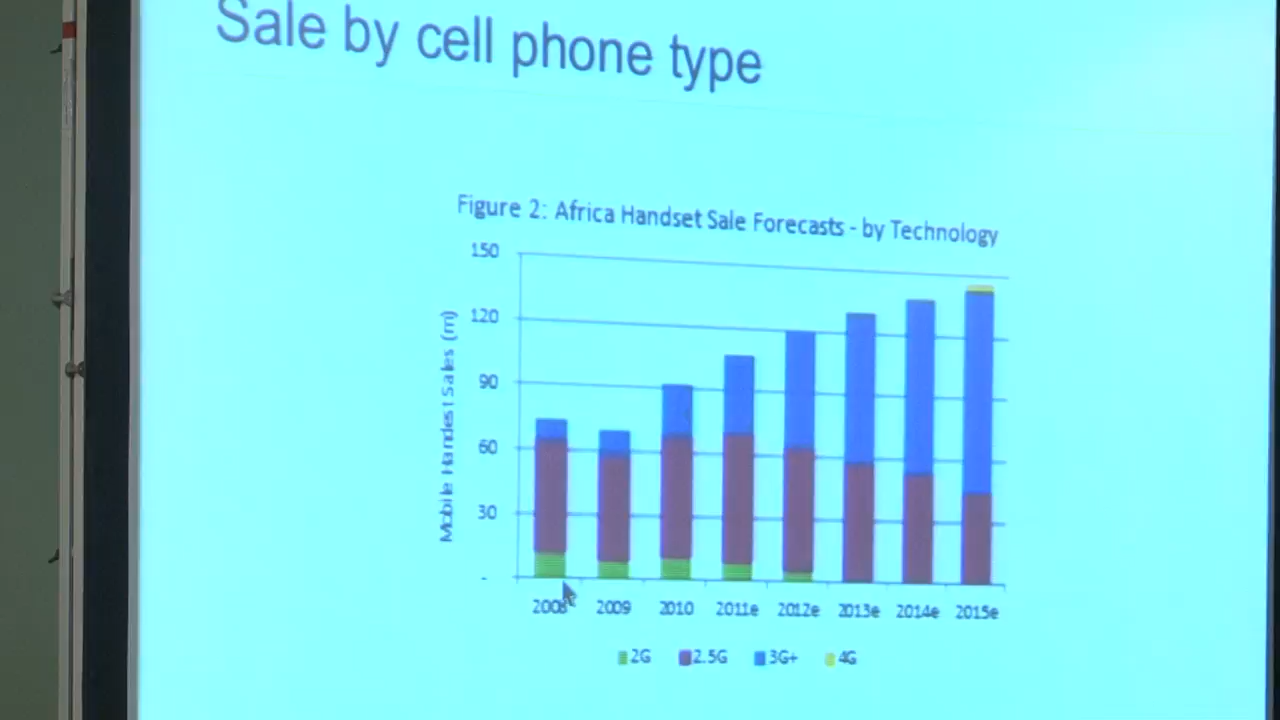 Sale by cell phone type
Figure 2: Africa Handset Sale Forecasts - by Technology
Mobile Handest Sales (m)
150
120
90
60
30
-
2008 2009 2010 2011e 2012e 2013e 2014e 2015e
2G 2.5G 3G+ 4G